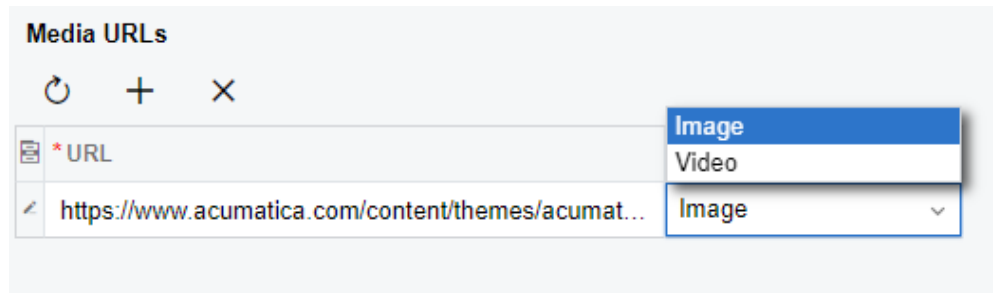 Media URLs
Image
* URL
Video
https://www.acumatica.com/content/themes/acumat...
Image